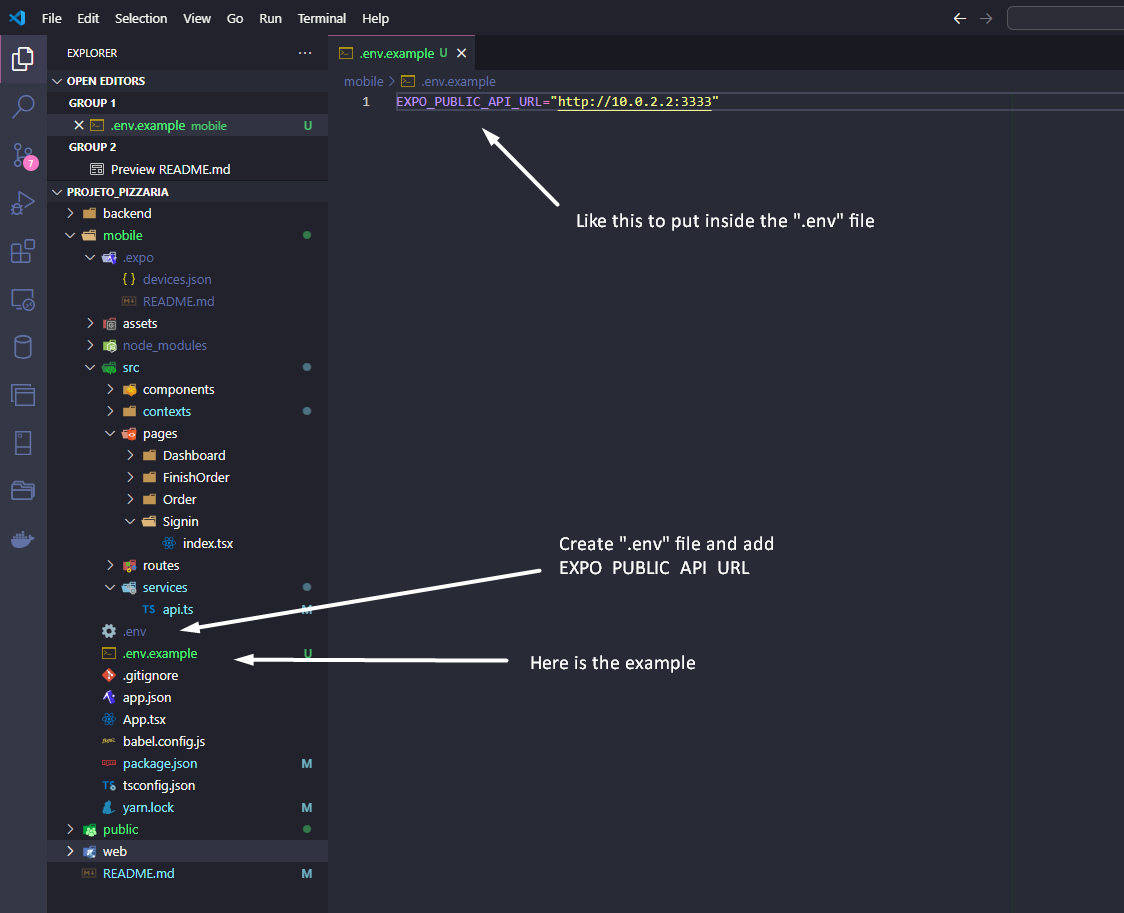 File Edit Selection View Go Run Terminal Help
EXPLORER
.env.example U
OPEN EDITORS
mobile > .env.example
GROUP 1
1 EXPO_PUBLIC_API_URL="http://10.0.2.2:3333"
.env.example mobile U
GROUP 2
7
Preview README.md
PROJETO_PIZZARIA
backend
Like this to put inside the ".env" file
mobile
.expo
{ } devices.json
README.md
assets
node_modules
src
components
contexts
pages
Dashboard
FinishOrder
Order
Signin
index.tsx
Create ".env" file and add
EXPO_PUBLIC_API_URL
routes
services
TS api.ts M
.env
.env.example U
Here is the example
.gitignore
app.json
App.tsx
babel.config.js
package.json M
TS tsconfig.json
yarn.lock M
public
web
README.md M